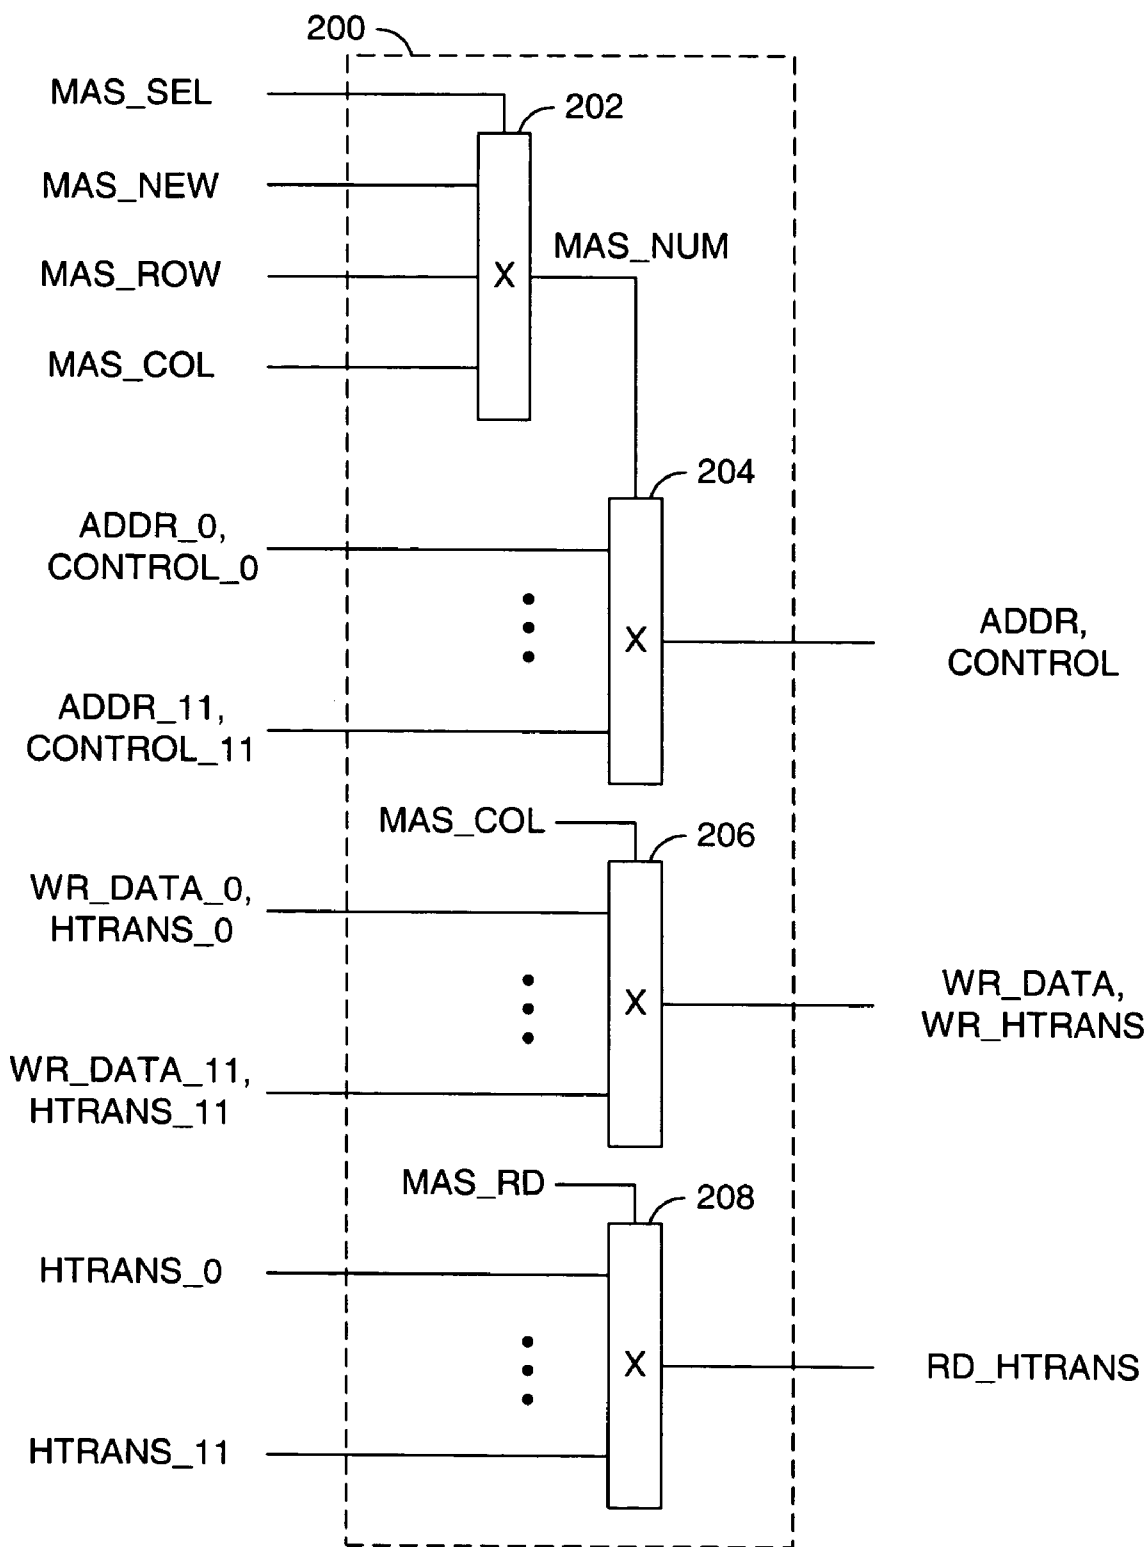 200
MAS_SEL
202
MAS_NEW
MAS_NUM
MAS_ROW
X
MAS_COL
204
ADDR_0,
CONTROL_0
ADDR,
CONTROL
X
ADDR_11,
CONTROL_11
MAS_COL
206
WR_DATA_0,
HTRANS_0
WR_DATA,
WR_HTRANS
X
WR_DATA_11,
HTRANS_11
MAS_RD
208
HTRANS_0
X
RD_HTRANS
HTRANS_11